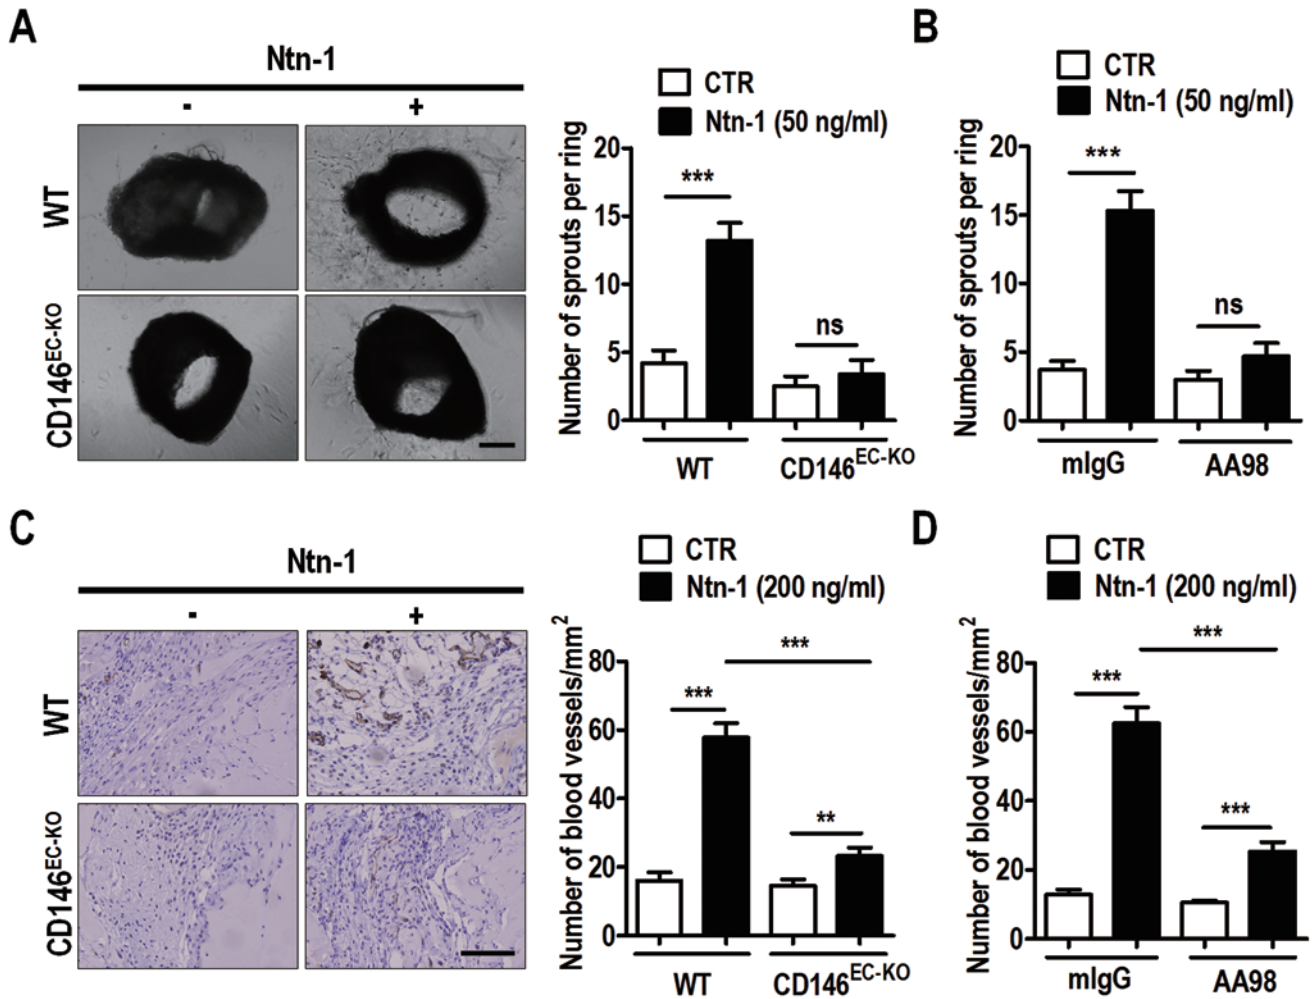 A
Ntn-1
- +
WT
CD146EC-KO
CTR
Ntn-1 (50 ng/ml)
Number of sprouts per ring
20
15
10
5
0
***
ns
WT CD146EC-KO
B
CTR
Ntn-1 (50 ng/ml)
Number of sprouts per ring
20
15
10
5
0
***
ns
mIgG AA98
C
Ntn-1
- +
WT
CD146EC-KO
CTR
Ntn-1 (200 ng/ml)
Number of blood vessels/mm2
80
60
40
20
0
***
***
**
WT CD146EC-KO
D
CTR
Ntn-1 (200 ng/ml)
Number of blood vessels/mm2
80
60
40
20
0
***
***
***
mIgG AA98